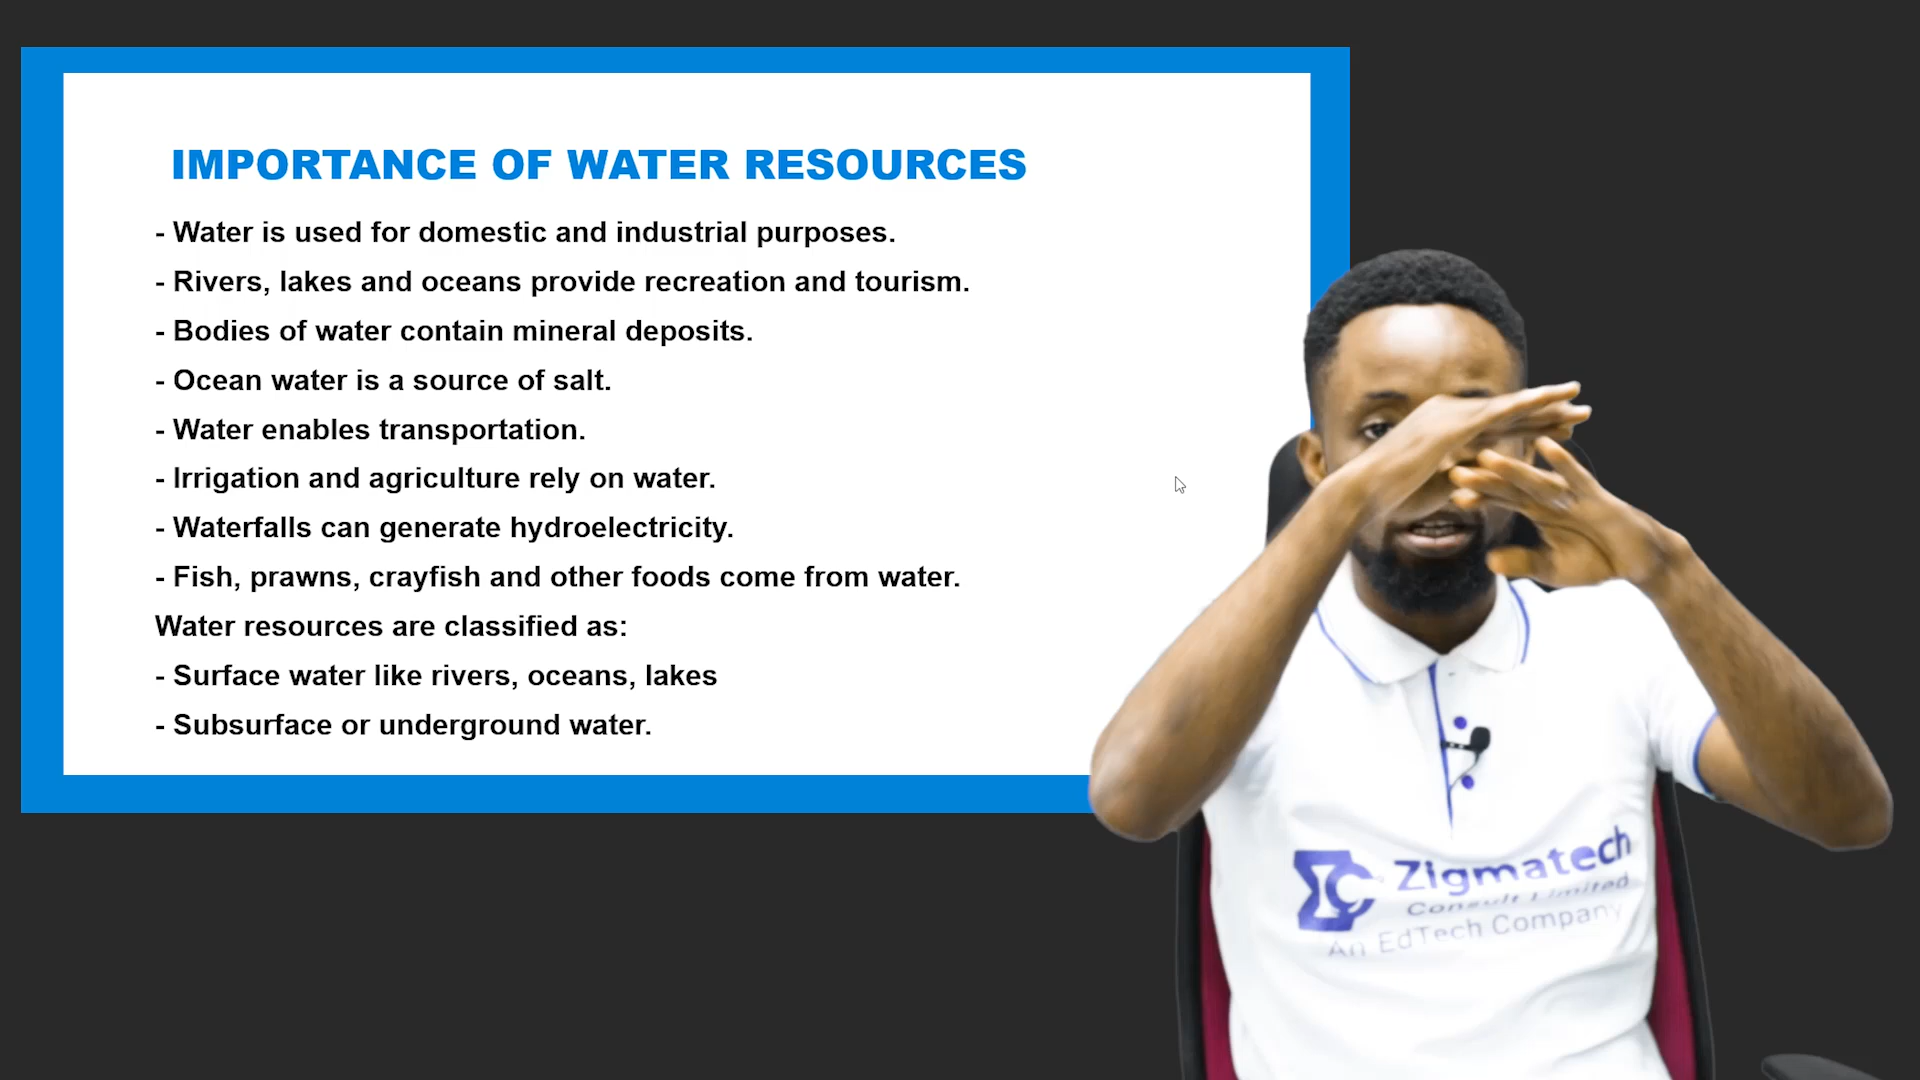 IMPORTANCE OF WATER RESOURCES
- Water is used for domestic and industrial purposes.
- Rivers, lakes and oceans provide recreation and tourism.
- Bodies of water contain mineral deposits.
- Ocean water is a source of salt.
- Water enables transportation.
- Irrigation and agriculture rely on water.
- Waterfalls can generate hydroelectricity.
- Fish, prawns, crayfish and other foods come from water.
Water resources are classified as:
- Surface water like rivers, oceans, lakes
- Subsurface or underground water.
Zigmatech
Consult Limited
An EdTech Company